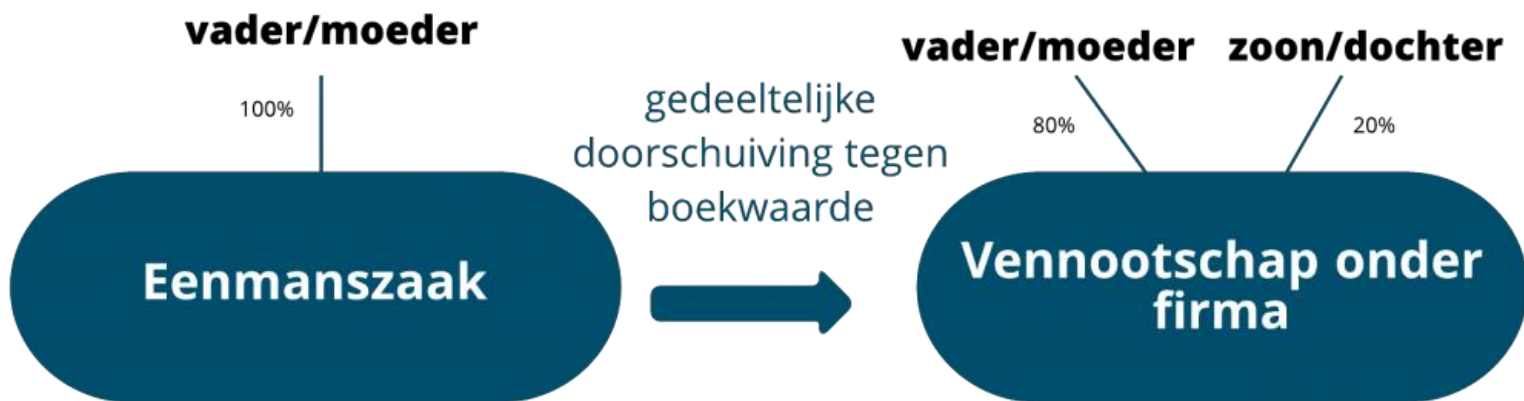 vader/moeder
100%
Eenmanszaak
gedeeltelijke
doorschuiving tegen
boekwaarde
vader/moeder
zoon/dochter
80%
20%
Vennootschap onder
firma